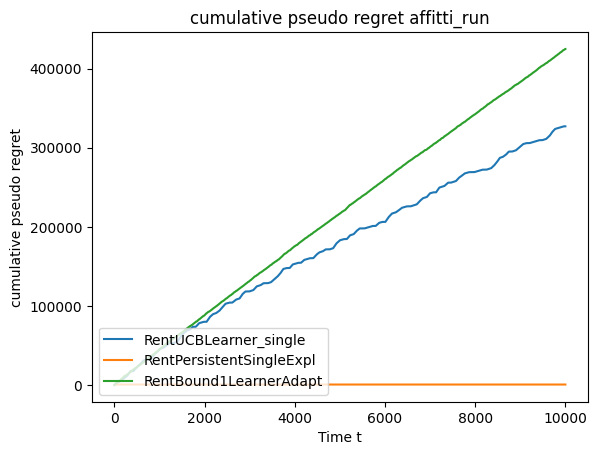 cumulative pseudo regret affitti_run
cumulative pseudo regret
400000
300000
200000
100000
0
RentUCBLearner_single
RentPersistentSingleExpl
RentBound1LearnerAdapt
0 2000 4000 6000 8000 10000
Time t